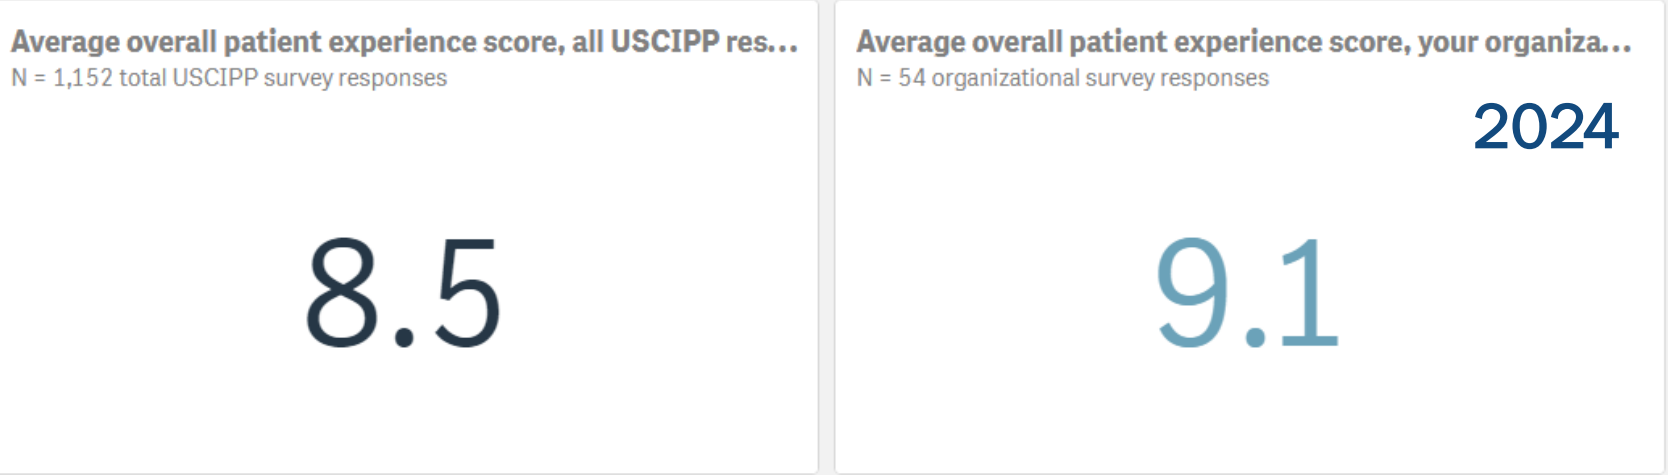 Average overall patient experience score, all USCIPP res...
N = 1,152 total USCIPP survey responses
8.5
Average overall patient experience score, your organiza...
N = 54 organizational survey responses
2024
9.1